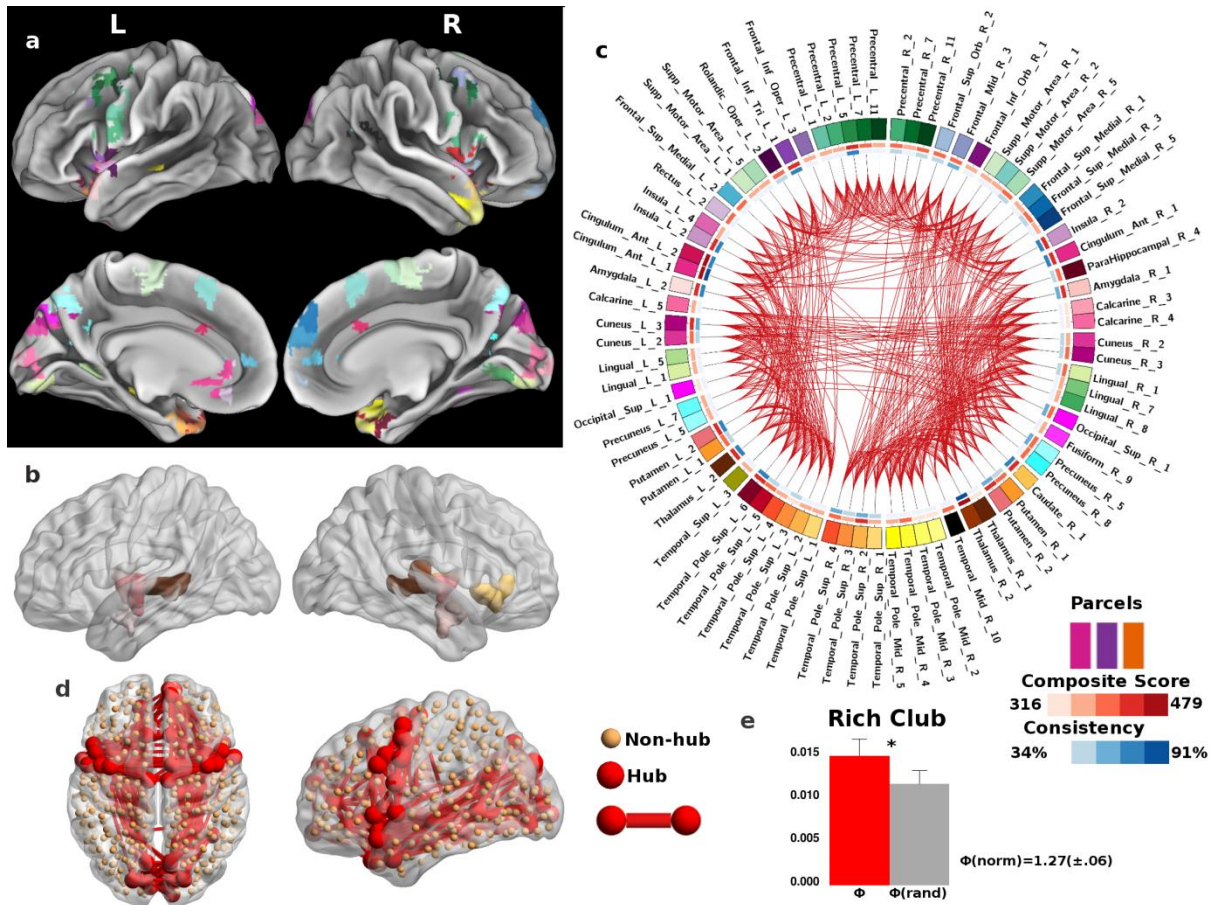 a
L
R
b
d
Non-hub
Hub
c
Frontal_Sup_Medial_L_2
Supp_Motor_Area_L_5
Supp_Motor_Area_L_2
Rolandic_Oper_L_2
Frontal_Inf_Tri_L_1
Frontal_Inf_Oper_L_3
Precentral_L_2
Precentral_L_5
Precentral_L_7
Precentral_L_11
Precentral_R_2
Precentral_R_7
Precentral_R_11
Frontal_Sup_Orb_R_2
Frontal_Mid_R_3
Frontal_Inf_Orb_R_1
Supp_Motor_Area_R_1
Supp_Motor_Area_R_2
Supp_Motor_Area_R_5
Frontal_Sup_Medial_R_1
Frontal_Sup_Medial_R_3
Frontal_Sup_Medial_R_5
Insula_R_2
Cingulum_Ant_R_1
ParaHippocampal_R_4
Amygdala_R_1
Calcarine_R_3
Calcarine_R_4
Cuneus_R_2
Cuneus_R_3
Lingual_R_1
Lingual_R_7
Lingual_R_8
Occipital_Sup_R_1
Fusiform_R_9
Precuneus_R_5
Precuneus_R_8
Caudate_R_1
Putamen_R_1
Putamen_R_2
Thalamus_R_1
Thalamus_R_2
Temporal_Mid_R_10
Temporal_Pole_Mid_R_2
Temporal_Pole_Mid_R_3
Temporal_Pole_Mid_R_4
Temporal_Pole_Mid_R_5
Temporal_Pole_Sup_R_1
Temporal_Pole_Sup_R_2
Temporal_Pole_Sup_R_3
Temporal_Pole_Sup_R_4
Temporal_Pole_Sup_L_1
Temporal_Pole_Sup_L_2
Temporal_Pole_Sup_L_3
Temporal_Pole_Sup_L_4
Temporal_Pole_Sup_L_5
Temporal_Pole_Sup_L_6
Temporal_Sup_L_3
Thalamus_L_2
Putamen_L_1
Putamen_L_2
Precuneus_L_5
Precuneus_L_7
Occipital_Sup_L_1
Lingual_L_1
Lingual_L_5
Cuneus_L_2
Cuneus_L_3
Calcarine_L_5
Amygdala_L_2
Cingulum_Ant_L_1
Cingulum_Ant_L_2
Insula_L_2
Insula_L_4
Rectus_L_2
Parcels
Composite Score
316 479
Consistency
34% 91%
e
Rich Club
*
0.015
0.010
0.005
0.000
Φ Φ(rand)
Φ(norm)=1.27(±.06)